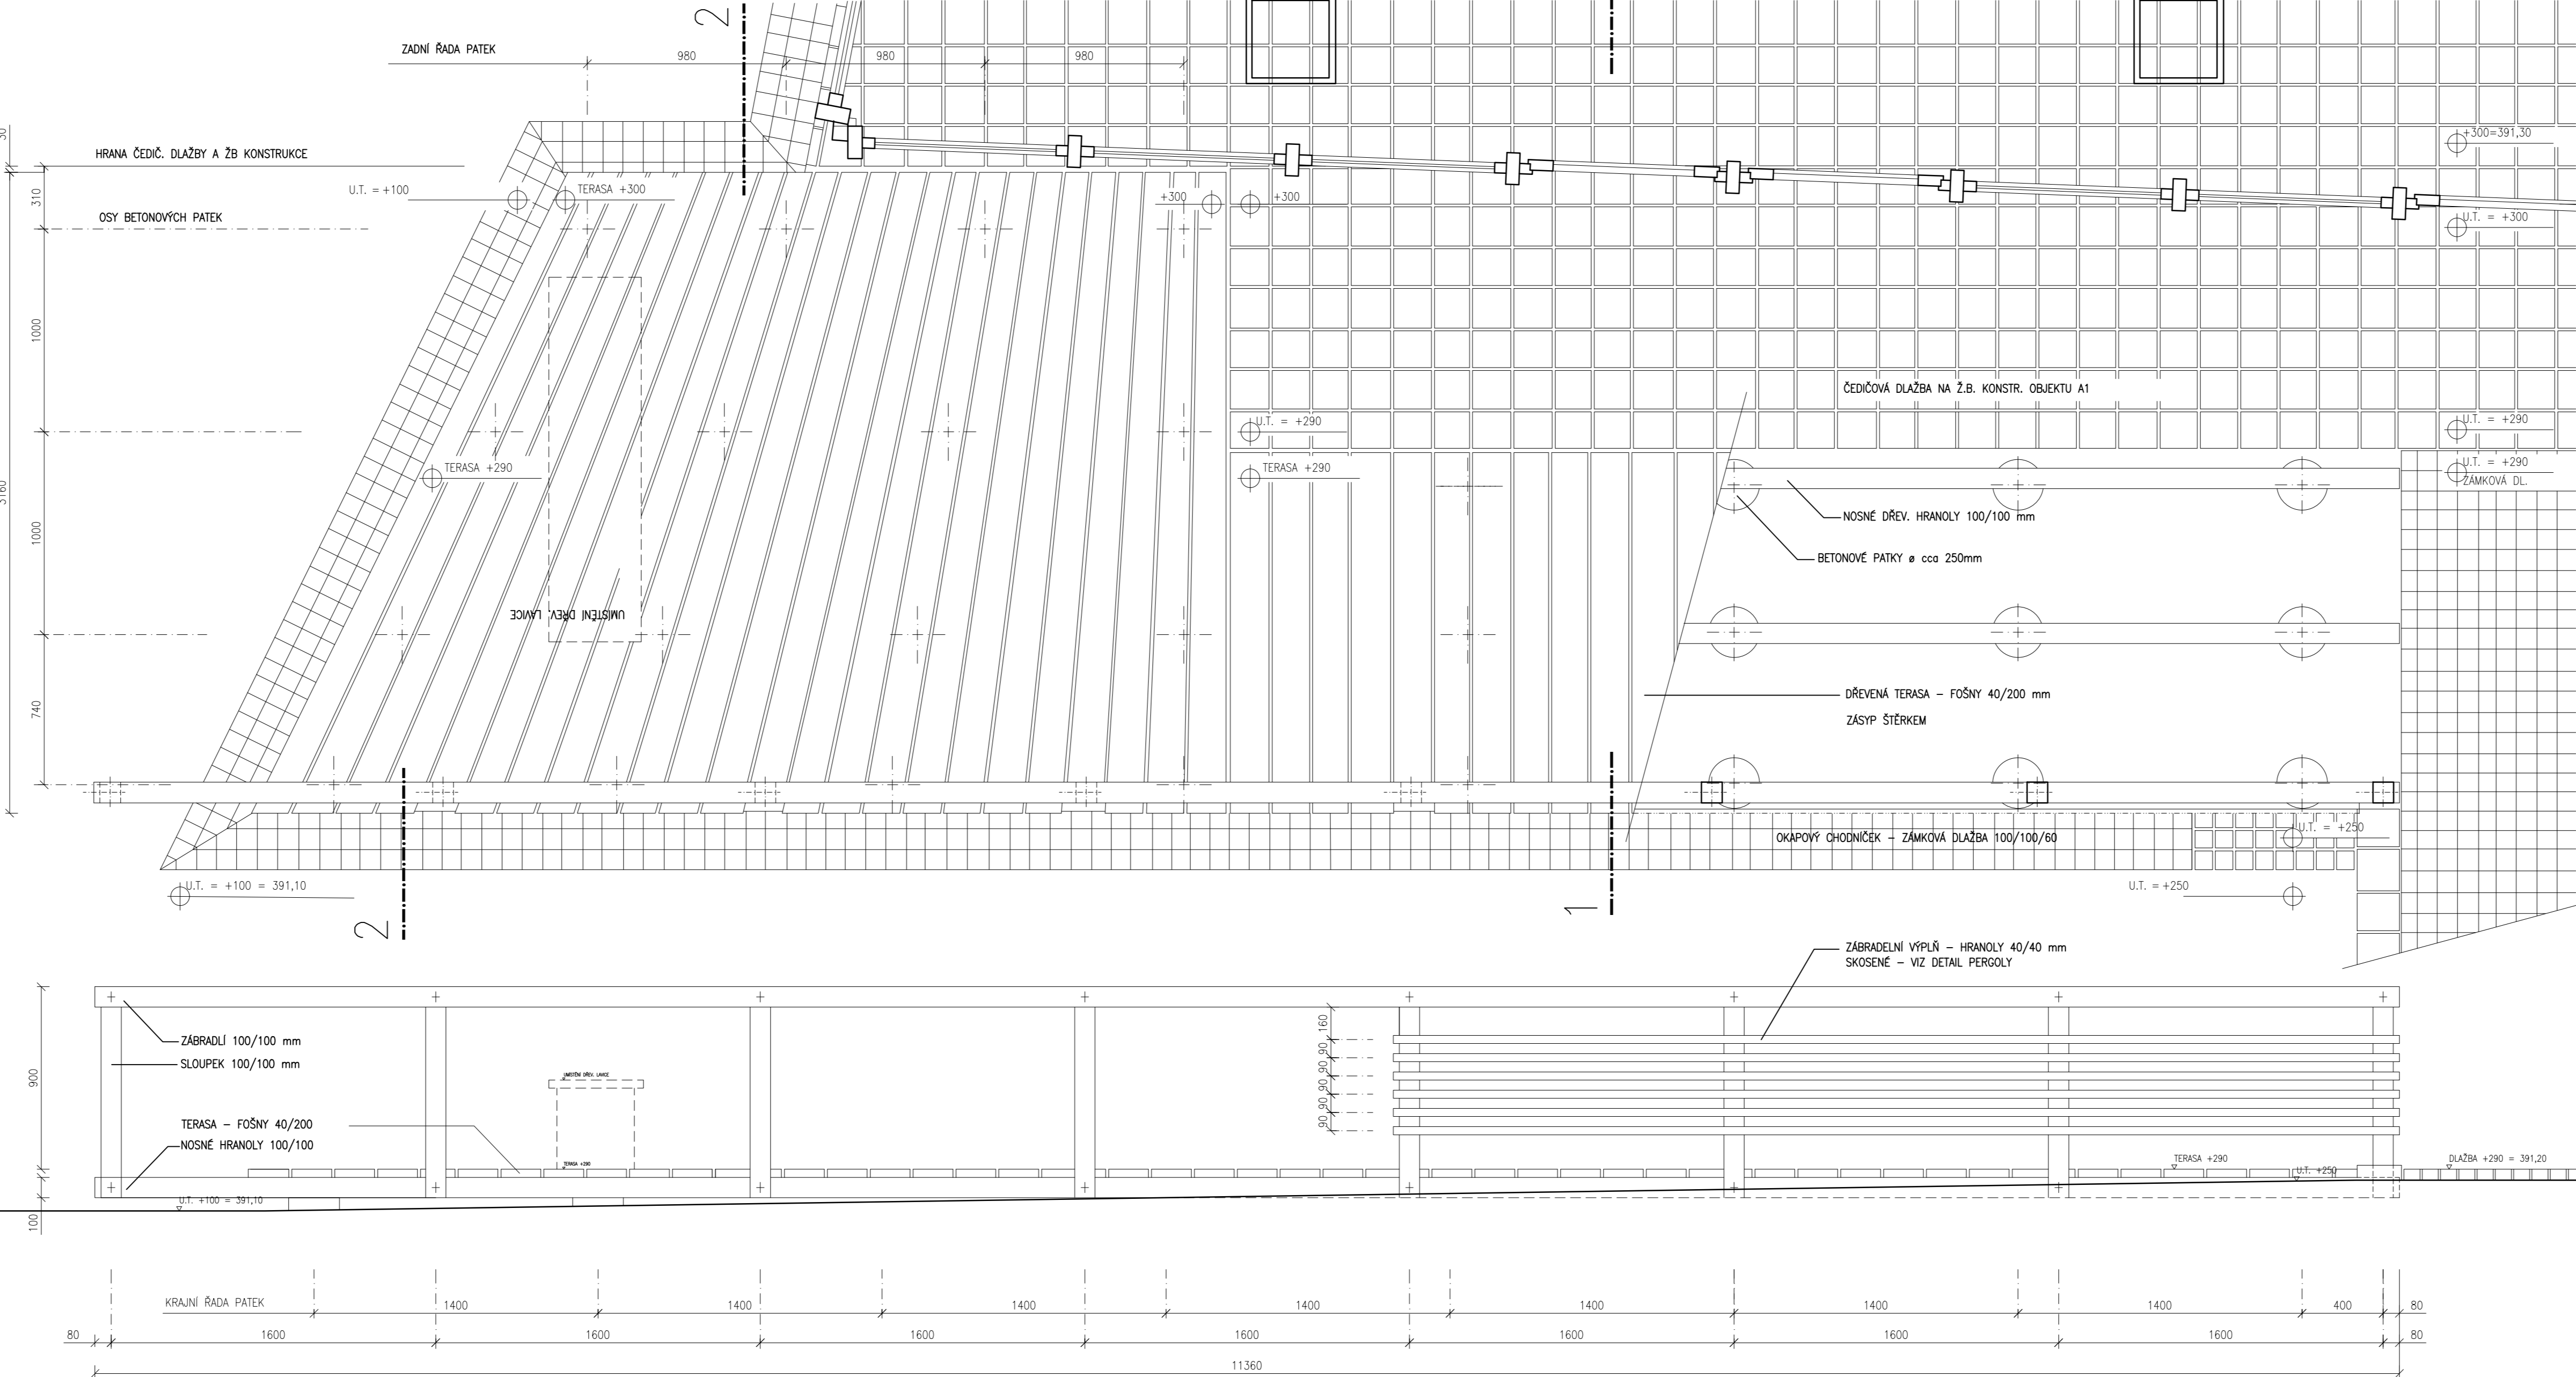 2
ZADNÍ ŘADA PATEK
980
980
980
HRANA ČEDIČ. DLAŽBY A ŽB KONSTRUKCE
+300=391,30
U.T. = +100
TERASA +300
+300
+300
U.T. = +300
310
OSY BETONOVÝCH PATEK
1000
ČEDIČOVÁ DLAŽBA NA Ž.B. KONSTR. OBJEKTU A1
U.T. = +290
U.T. = +290
TERASA +290
TERASA +290
U.T. = +290
ZÁMKOVÁ DL.
3160
1000
NOSNÉ DŘEV. HRANOLY 100/100 mm
BETONOVÉ PATKY ø cca 250mm
UMÍSTĚNÍ DŘEV. LAVICE
740
DŘEVENÁ TERASA – FOŠNY 40/200 mm
ZÁSYP ŠTĚRKEM
OKAPOVÝ CHODNÍČEK – ZÁMKOVÁ DLAŽBA 100/100/60
U.T. = +250
U.T. = +100 = 391,10
U.T. = +250
2
1
ZÁBRADELNÍ VÝPLŇ – HRANOLY 40/40 mm
SKOSENÉ – VIZ DETAIL PERGOLY
160
90
90
90
90
90
ZÁBRADLÍ 100/100 mm
SLOUPEK 100/100 mm
900
UMÍSTĚNÍ DŘEV. LAVICE
TERASA – FOŠNY 40/200
NOSNÉ HRANOLY 100/100
TERASA +290
TERASA +290
U.T. +250
DLAŽBA +290 = 391,20
U.T. +100 = 391,10
100
KRAJNÍ ŘADA PATEK
1400
1400
1400
1400
1400
1400
1400
400
80
80
1600
1600
1600
1600
1600
1600
1600
80
11360